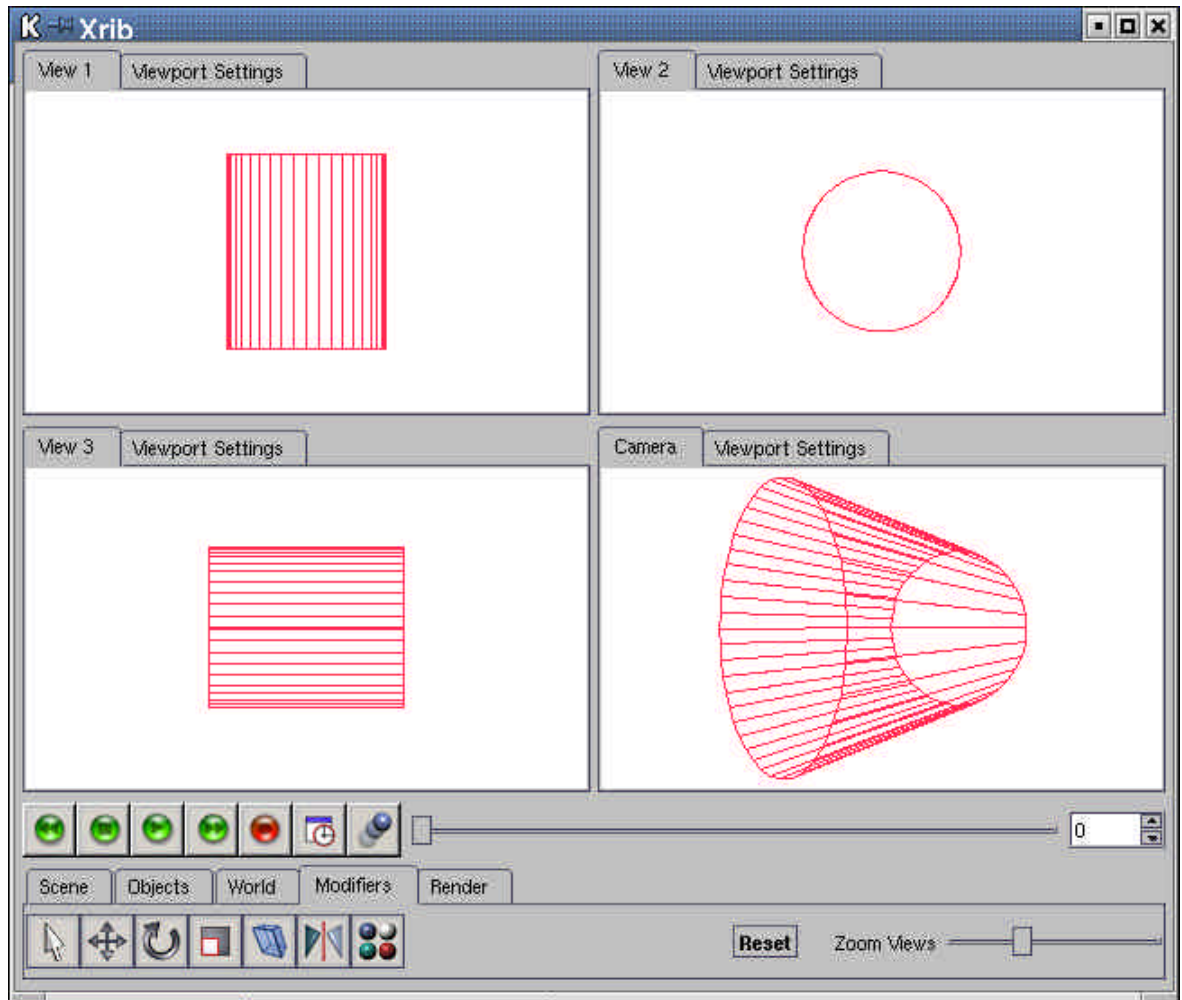 Xrib
View 1 Viewport Settings
View 2 Viewport Settings
View 3 Viewport Settings
Camera Viewport Settings
0
Scene Objects World Modifiers Render
Reset Zoom Views